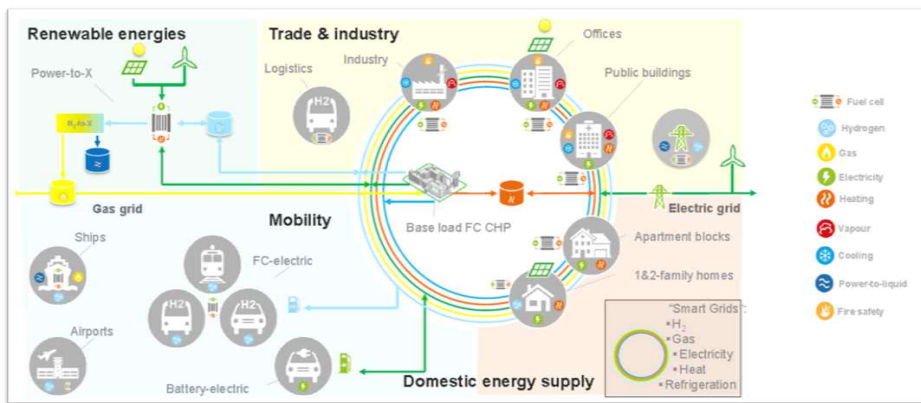 Renewable energies
Trade & industry
Power-to-X
Logistics
Industry
Offices
Public buildings
H2
H2-to-X
Gas grid
Base load FC CHP
Electric grid
Mobility
Ships
FC-electric
H2
H2
Airports
Battery-electric
Apartment blocks
1&2-family homes
Domestic energy supply
"Smart Grids":
▪H2
▪Gas
▪Electricity
▪Heat
▪Refrigeration
Fuel cell
Hydrogen
Gas
Electricity
Heating
Vapour
Cooling
Power-to-liquid
Fire safety